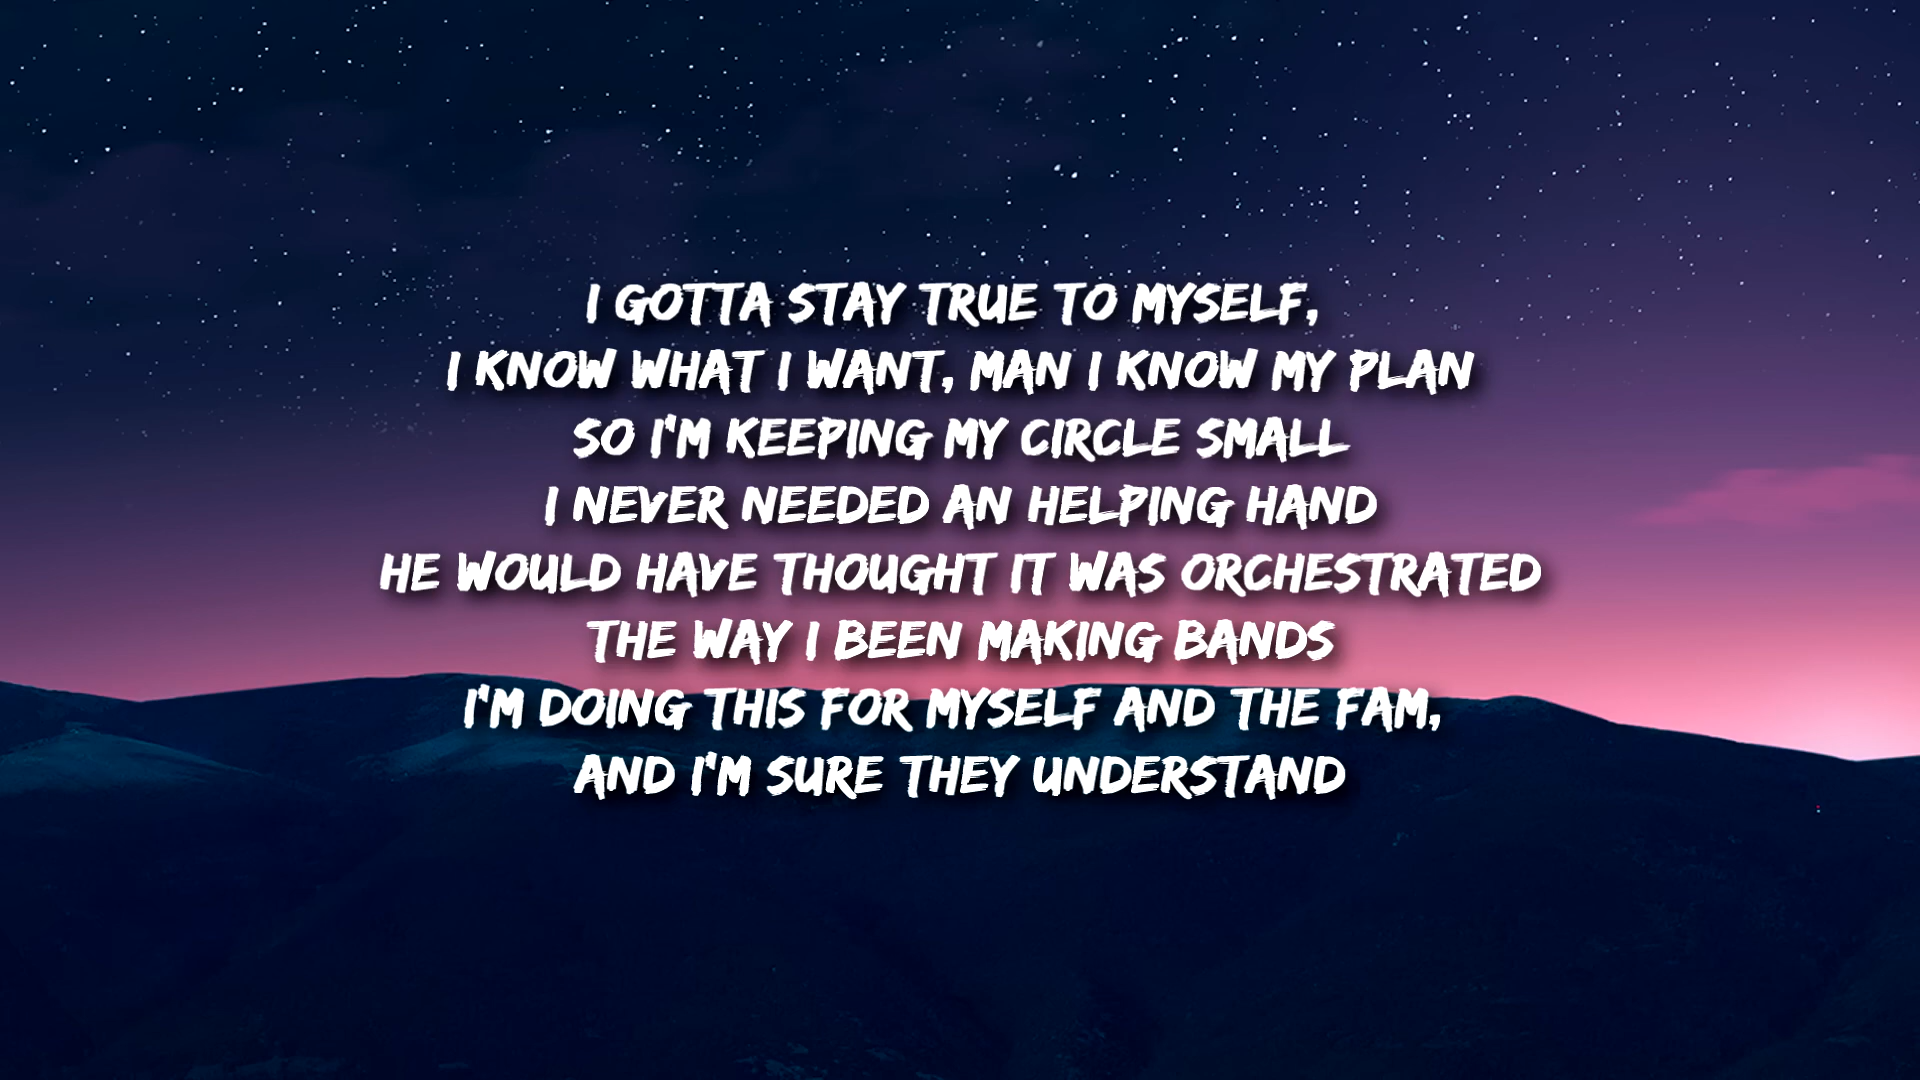 I GOTTA STAY TRUE TO MYSELF,
I KNOW WHAT I WANT, MAN I KNOW MY PLAN
SO I'M KEEPING MY CIRCLE SMALL
I NEVER NEEDED AN HELPING HAND
HE WOULD HAVE THOUGHT IT WAS ORCHESTRATED
THE WAY I BEEN MAKING BANDS
I'M DOING THIS FOR MYSELF AND THE FAM,
AND I'M SURE THEY UNDERSTAND